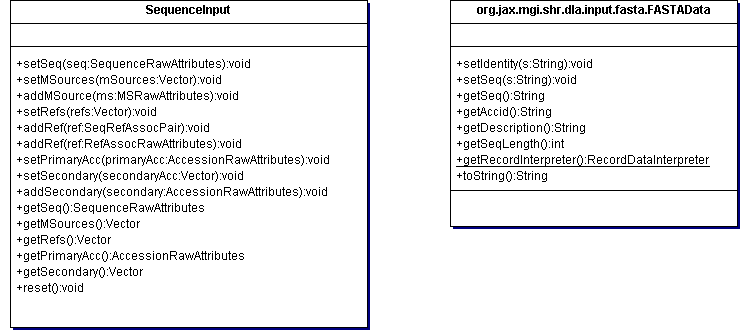 SequenceInput
+setSeq(seq:SequenceRawAttributes):void
+setMSources(mSources:Vector):void
+addMSource(ms:MSRawAttributes):void
+setRefs(refs:Vector):void
+addRef(ref:SeqRefAssocPair):void
+addRef(ref:RefAssocRawAttributes):void
+setPrimaryAcc(primaryAcc:AccessionRawAttributes):void
+setSecondary(secondaryAcc:Vector):void
+addSecondary(secondary:AccessionRawAttributes):void
+getSeq():SequenceRawAttributes
+getMSources():Vector
+getRefs():Vector
+getPrimaryAcc():AccessionRawAttributes
+getSecondary():Vector
+reset():void
org.jax.mgi.shr.dla.input.fasta.FASTAData
+setIdentity(s:String):void
+setSeq(s:String):void
+getSeq():String
+getAccid():String
+getDescription():String
+getSeqLength():int
+getRecordInterpreter():RecordDataInterpreter
+toString():String